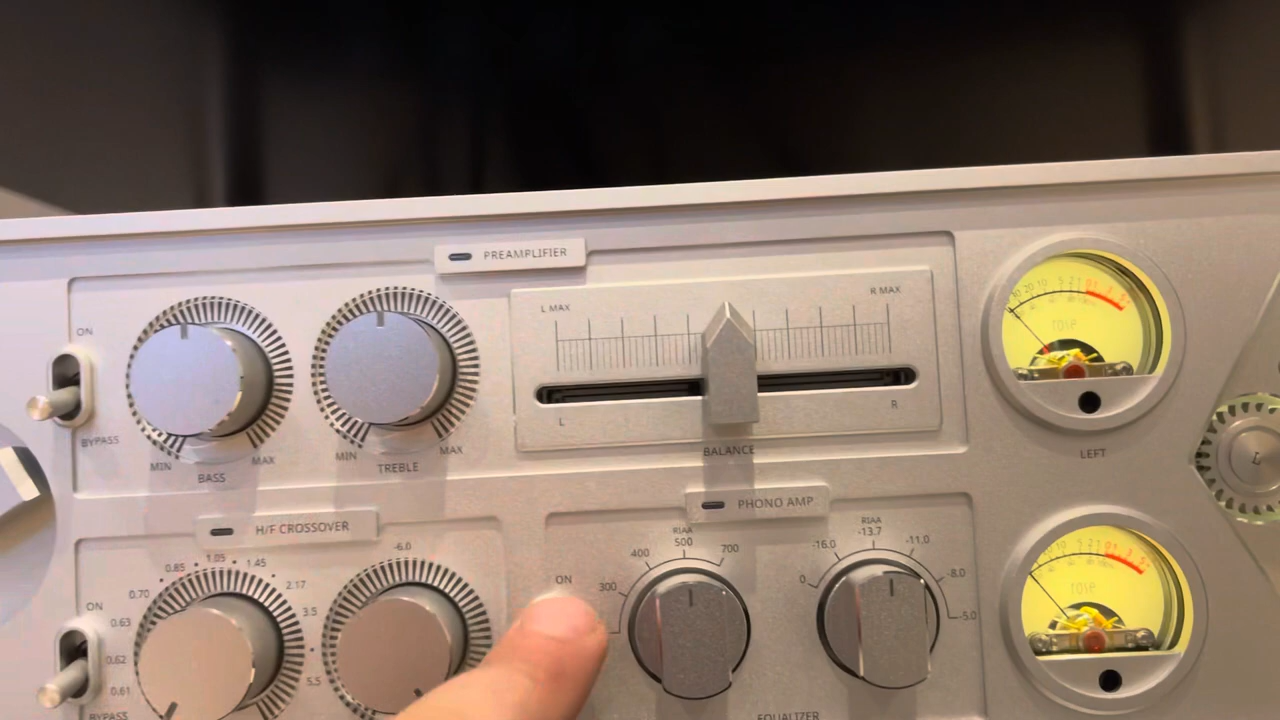 PREAMPLIFIER
ON
BYPASS
MIN
MAX
BASS
MIN
MAX
TREBLE
L MAX
R MAX
L
R
BALANCE
rose
LEFT
L
H/F CROSSOVER
ON
BYPASS
0.61
0.62
0.63
0.70
0.85
1.05
1.45
2.17
3.5
5.5
-6.0
PHONO AMP
ON
300
400
RIAA
500
700
0
-16.0
RIAA
-13.7
-11.0
-8.0
-5.0
EQUALIZER
rose